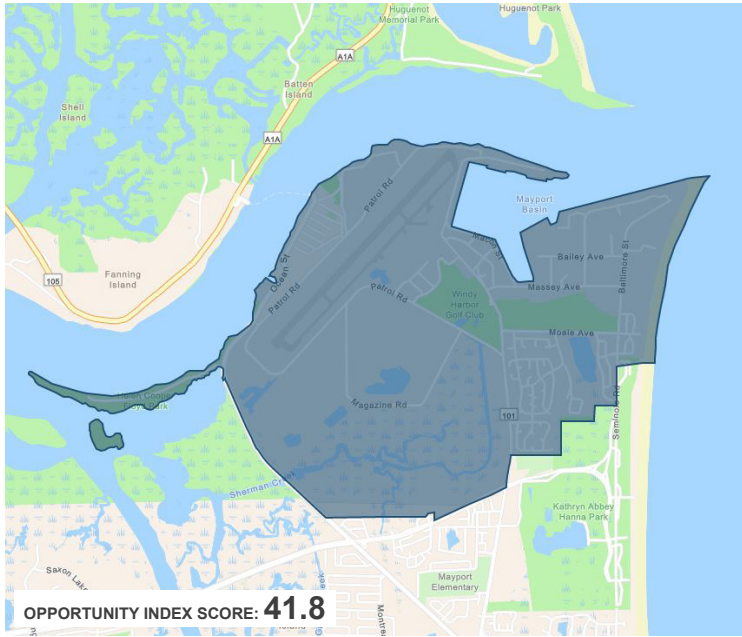 Huguenot
Memorial Park
Huguenot Park
A1A
Batten
Island
Shell
Island
A1A
Patrol Rd
Mayport
Basin
Fanning
Island
105
Ocean St
Patrol Rd
Patrol Rd
Bailey Ave
Baltimore St
Massey Ave
Windy
Harbor
Golf Club
Moale Ave
Magazine Rd
101
Seminole Rd
Sherman Creek
Kathryn Abbey
Hanna Park
Mayport
Elementary
OPPORTUNITY INDEX SCORE: 41.8